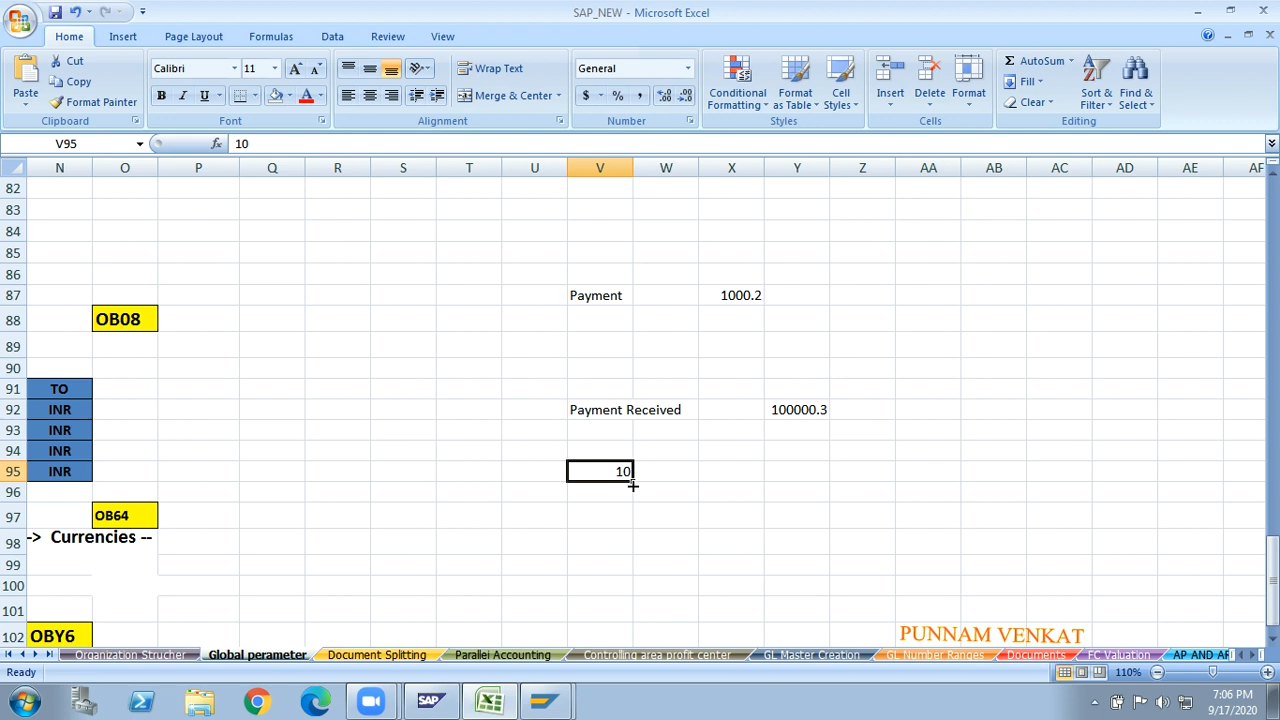 SAP_NEW - Microsoft Excel
Home Insert Page Layout Formulas Data Review View
Paste Cut Copy Format Painter
Calibri 11
B I U
Wrap Text
Merge & Center
General
$ % ,
Conditional Formatting
Format as Table
Cell Styles
Insert Delete Format
Σ AutoSum
Fill
Clear
Sort & Filter
Find & Select
Clipboard Font Alignment Number Styles Cells Editing
V95 fx 10
N O P Q R S T U V W X Y Z AA AB AC AD AE AF
82
83
84
85
86
87 Payment 1000.2
88 OB08
89
90
91 TO
92 INR Payment Received 100000.3
93 INR
94 INR
95 INR 10
96
97 OB64
98 -> Currencies --
99
100
101
102 OBY6
PUNNAM VENKAT
Organization Strucher Global perameter Document Splitting Parallel Accounting Controlling area profit center GL Master Creation GL Number Ranges Documents FC Valuation AP AND AR
Ready 110%
SAP
7:06 PM
9/17/2020